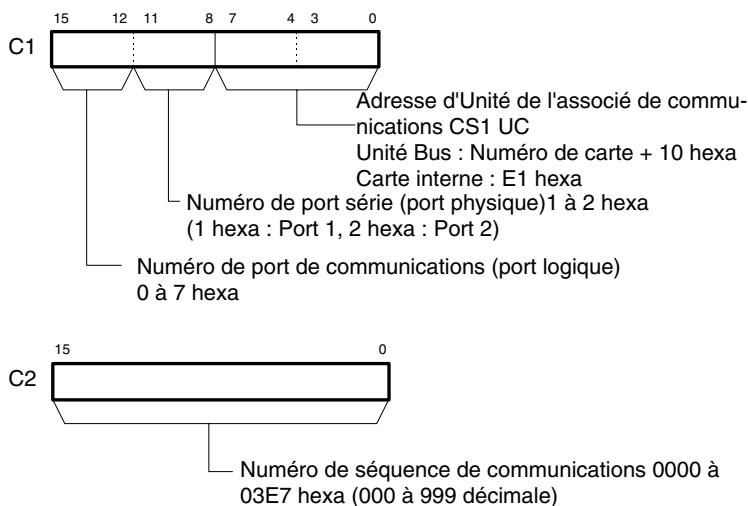 15 12 11 8 7 4 3 0
C1
Adresse d'Unité de l'associé de commu-
nications CS1 UC
Unité Bus : Numéro de carte + 10 hexa
Carte interne : E1 hexa
Numéro de port série (port physique)1 à 2 hexa
(1 hexa : Port 1, 2 hexa : Port 2)
Numéro de port de communications (port logique)
0 à 7 hexa
15 0
C2
Numéro de séquence de communications 0000 à
03E7 hexa (000 à 999 décimale)